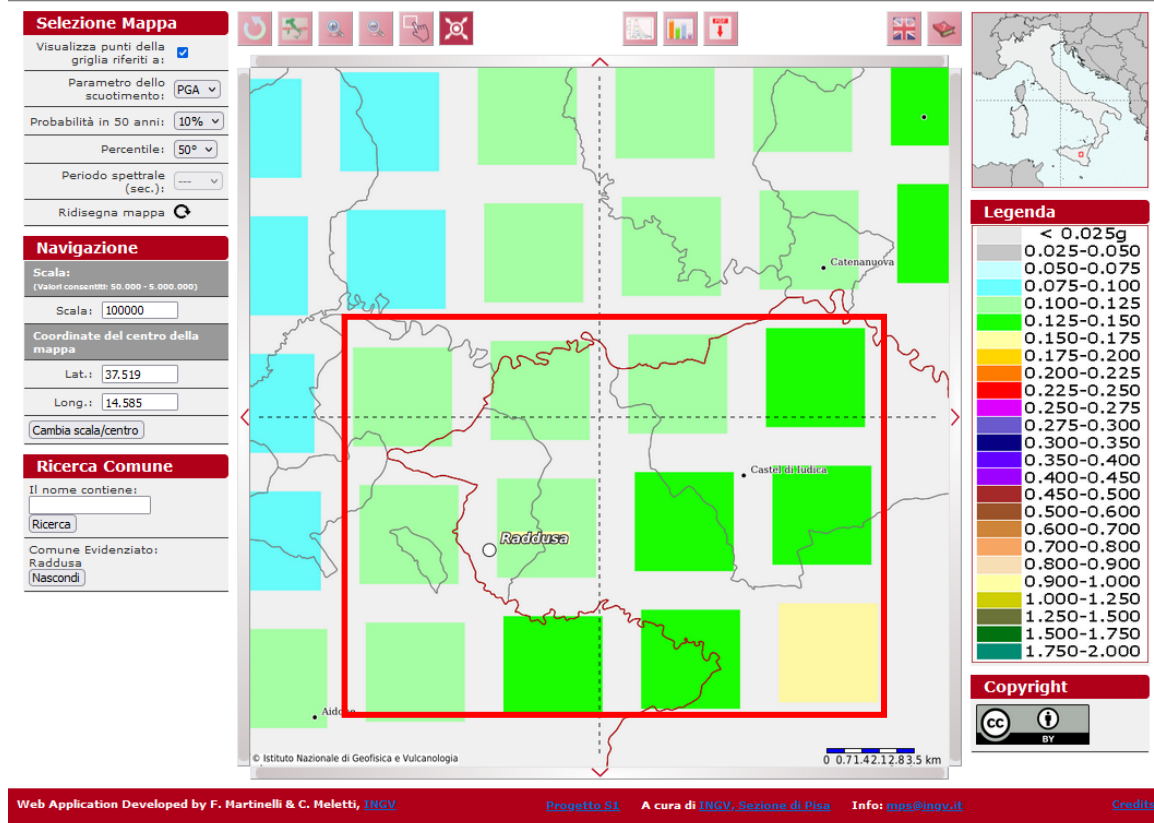 Selezione Mappa
Visualizza punti della
griglia riferiti a:
Parametro dello
scuotimento:
PGA
Probabilità in 50 anni:
10%
Percentile:
50°
Periodo spettrale
(sec.):
---
Ridisegna mappa
Navigazione
Scala:
(Valori consentiti: 50.000 - 5.000.000)
Scala:
100000
Coordinate del centro della
mappa
Lat.:
37.519
Long.:
14.585
Cambia scala/centro
Ricerca Comune
Il nome contiene:
Ricerca
Comune Evidenziato:
Raddusa
Nascondi
PDF
Catenanuova
Castel di Iudica
Raddusa
© Istituto Nazionale di Geofisica e Vulcanologia
0 0.71.42.12.83.5 km
Legenda
< 0.025g
0.025-0.050
0.050-0.075
0.075-0.100
0.100-0.125
0.125-0.150
0.150-0.175
0.175-0.200
0.200-0.225
0.225-0.250
0.250-0.275
0.275-0.300
0.300-0.350
0.350-0.400
0.400-0.450
0.450-0.500
0.500-0.600
0.600-0.700
0.700-0.800
0.800-0.900
0.900-1.000
1.000-1.250
1.250-1.500
1.500-1.750
1.750-2.000
Copyright
cc
BY
Web Application Developed by F. Martinelli & C. Meletti, INGV
Progetto S1
A cura di INGV, Sezione di Pisa
Info: mps@ingv.it
Credits